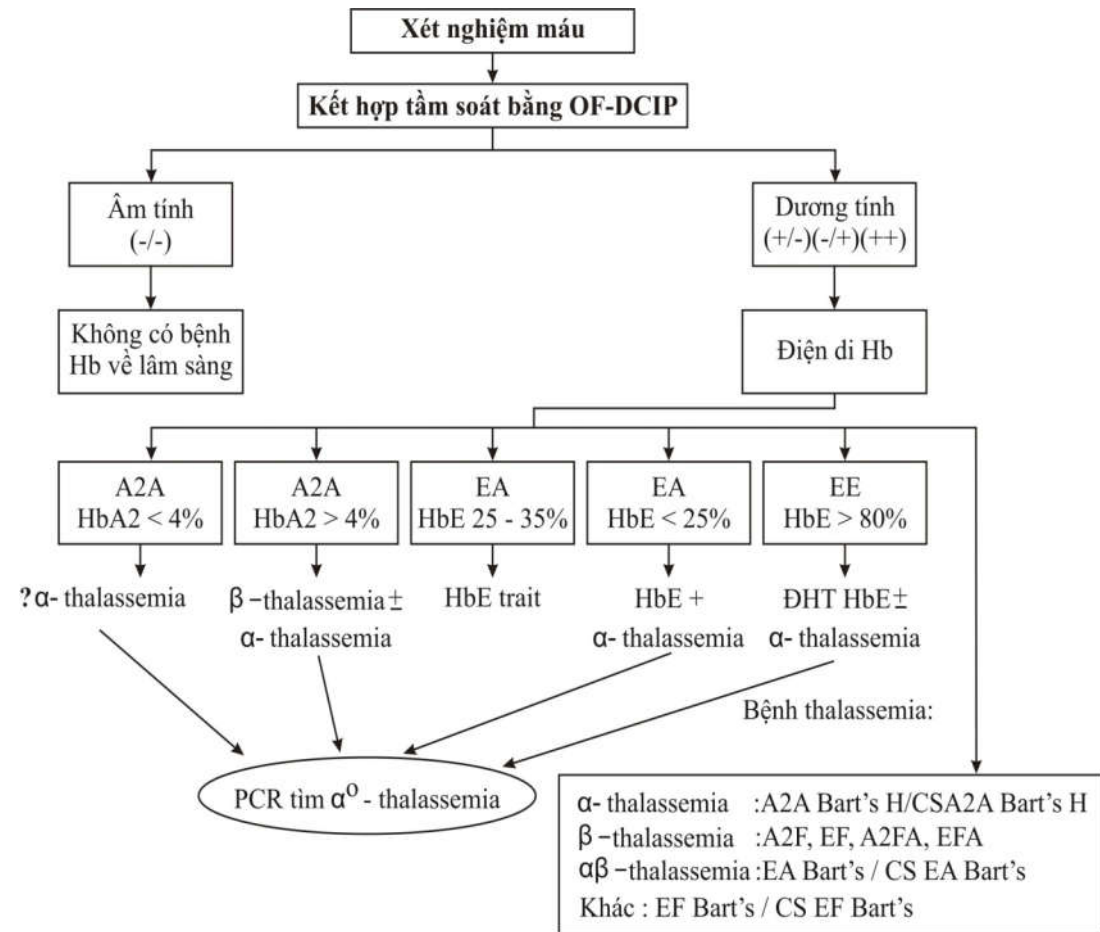 Xét nghiệm máu
Kết hợp tầm soát bằng OF-DCIP
Âm tính
(-/-)
Dương tính
(+/-)(-/+)(++)
Không có bệnh
Hb về lâm sàng
Điện di Hb
A2A
HbA2 < 4%
A2A
HbA2 > 4%
EA
HbE 25 - 35%
EA
HbE < 25%
EE
HbE > 80%
?α- thalassemia
β-thalassemia ±
α- thalassemia
HbE trait
HbE +
α- thalassemia
ĐHT HbE ±
α- thalassemia
Bệnh thalassemia:
PCR tìm α⁰ - thalassemia
α- thalassemia :A2A Bart's H/CSA2A Bart's H
β-thalassemia :A2F, EF, A2FA, EFA
αβ-thalassemia :EA Bart's / CS EA Bart's
Khác : EF Bart's / CS EF Bart's